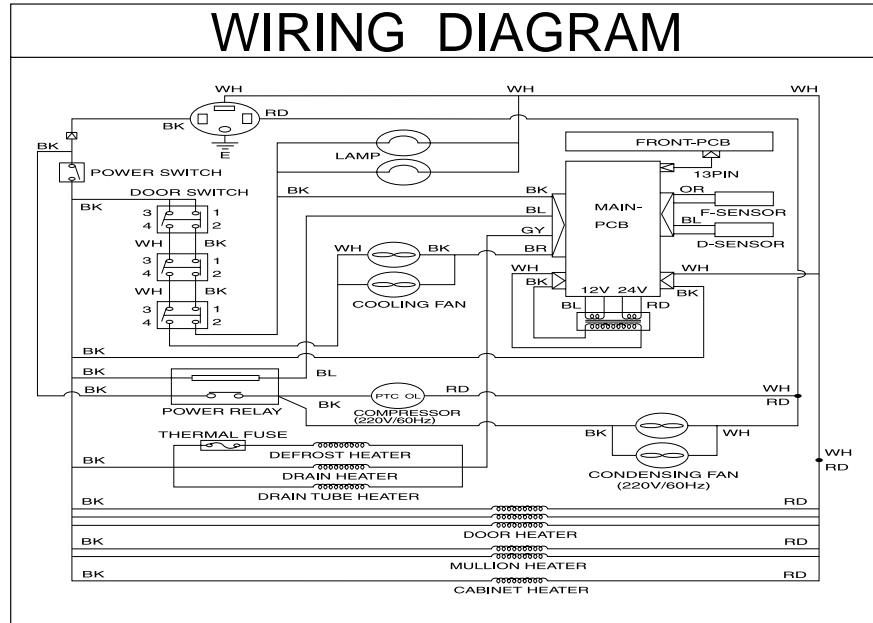 WIRING DIAGRAM
WH WH WH
BK RD
E
BK
POWER SWITCH
LAMP
FRONT-PCB
13PIN
DOOR SWITCH
BK
3 1
4 2
WH BK
3 1
4 2
WH BK
3 1
4 2
BK BK
BL
GY
WH BK BR
COOLING FAN
MAIN-
PCB
OR
F-SENSOR
BL
D-SENSOR
WH WH
BK 12V 24V BK
BL RD
BK
BK BL
BK
POWER RELAY
BK
PTC OL
RD
COMPRESSOR
(220V/60Hz)
WH
RD
THERMAL FUSE
DEFROST HEATER
BK
DRAIN HEATER
DRAIN TUBE HEATER
BK WH
CONDENSING FAN
(220V/60Hz)
WH
RD
BK RD
DOOR HEATER
BK RD
MULLION HEATER
BK RD
CABINET HEATER